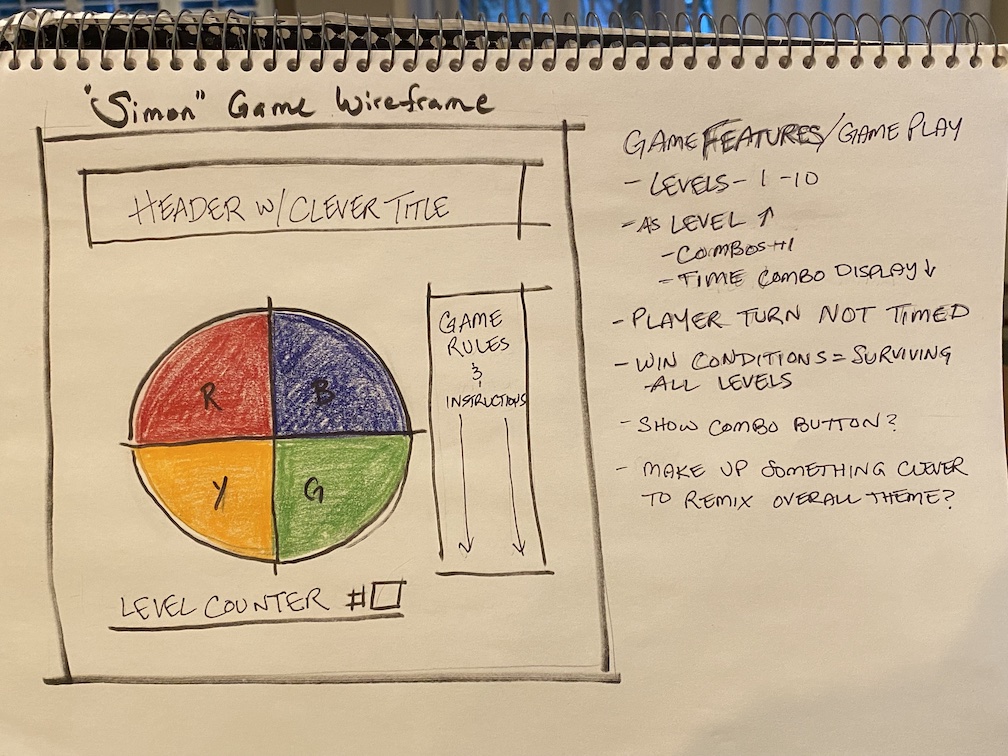 "Simon" Game Wireframe
HEADER W/ CLEVER TITLE
R
B
Y
G
GAME
RULES
&
INSTRUCTIONS
LEVEL COUNTER #
GAME FEATURES/GAME PLAY
- LEVELS - 1 - 10
- AS LEVEL ↑
- COMBOS +1
- TIME COMBO DISPLAY ↓
- PLAYER TURN NOT TIMED
- WIN CONDITIONS = SURVIVING
ALL LEVELS
- SHOW COMBO BUTTON?
- MAKE UP SOMETHING CLEVER
TO REMIX OVERALL THEME?